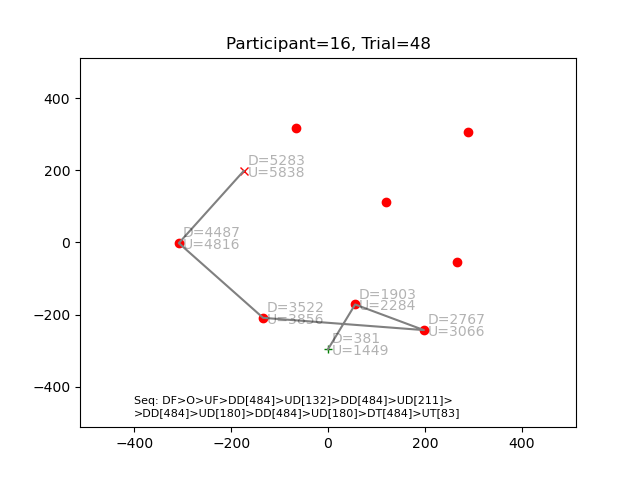 Participant=16, Trial=48
400
200
0
−200
−400
D=5283
U=5838
D=4487
U=4816
D=3522
U=3856
D=1903
U=2284
D=2767
U=3066
D=381
U=1449
Seq: DF>O>UF>DD[484]>UD[132]>DD[484]>UD[211]>
>DD[484]>UD[180]>DD[484]>UD[180]>DT[484]>UT[83]
−400 −200 0 200 400